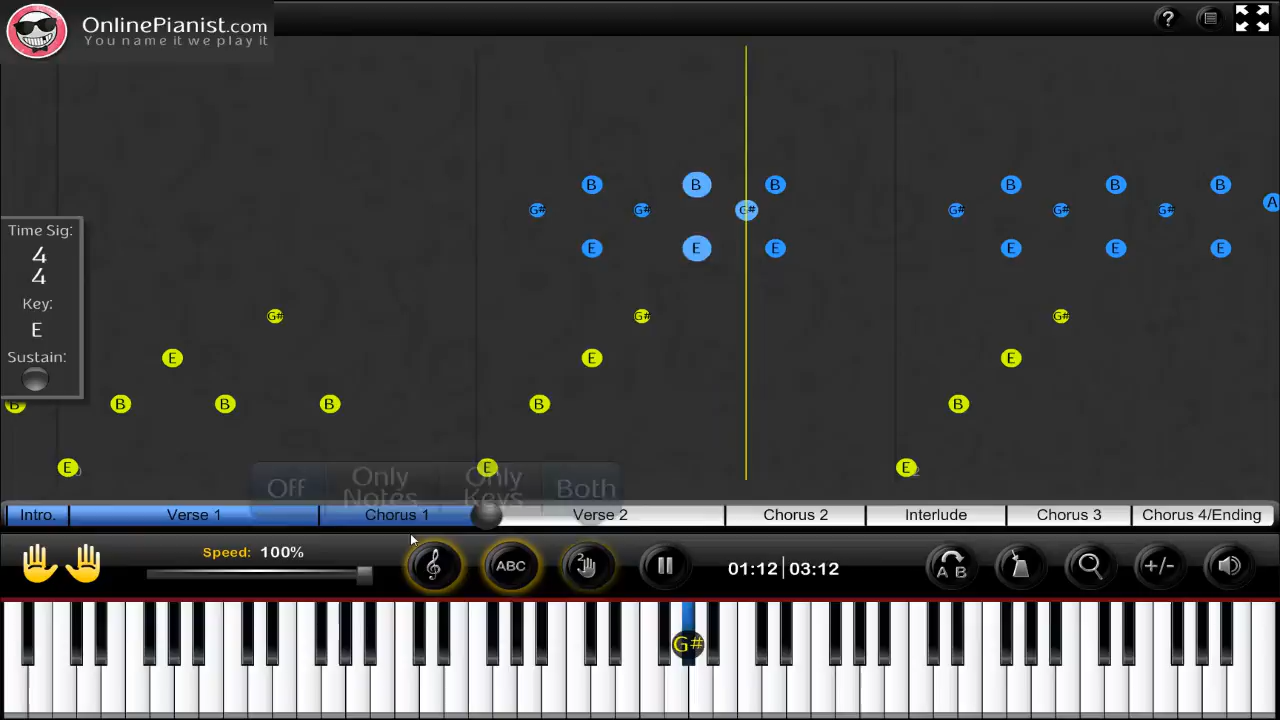 OnlinePianist.com
You name it we play it
?
Time Sig:
4
4
Key:
E
Sustain:
B B B
G# G# G# G# G# G# A
E E E E E E
G# G# G#
E E E
B B B B B B
E E E
Off Only Notes Only Keys Both
Intro. Verse 1 Chorus 1 Verse 2 Chorus 2 Interlude Chorus 3 Chorus 4/Ending
Speed: 100%
ABC
2
01:12 | 03:12
A B
+/-
G#